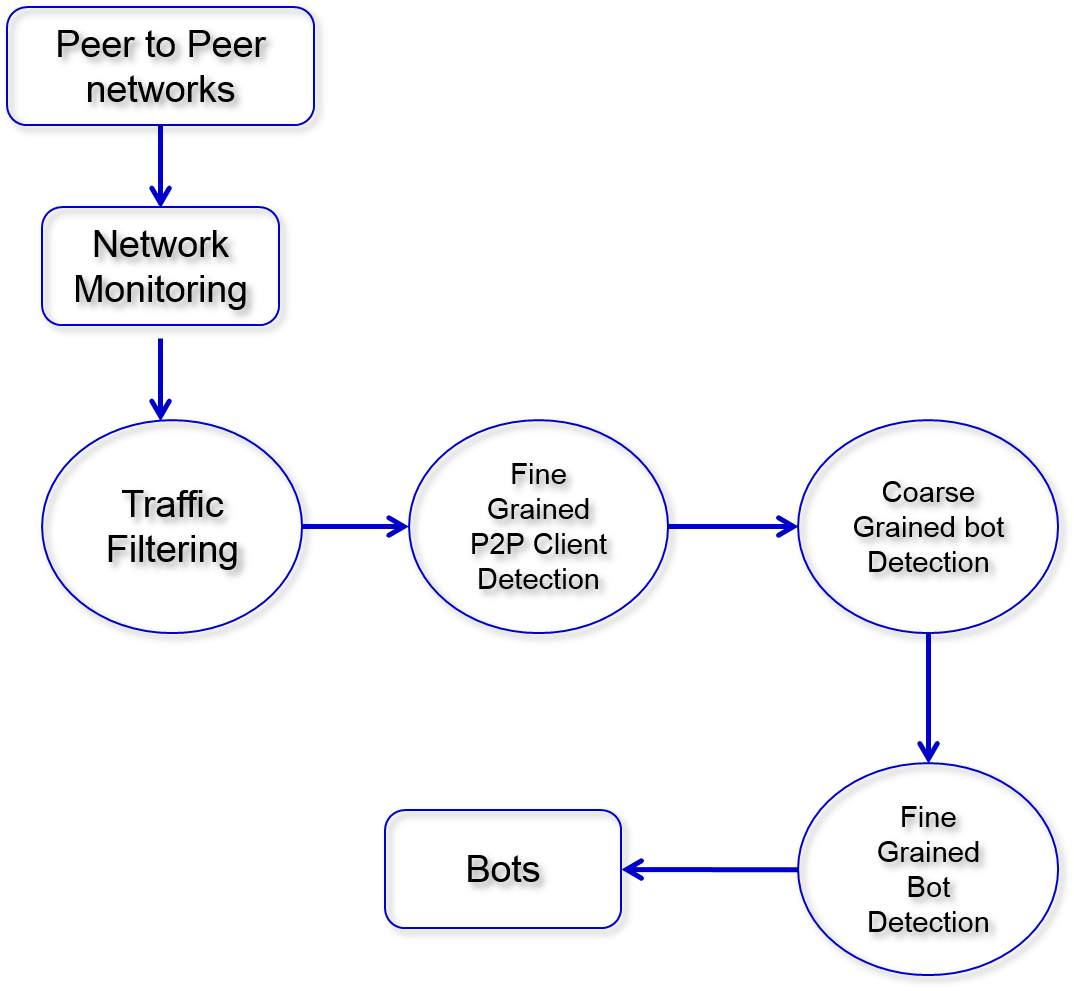 Peer to Peer
networks
Network
Monitoring
Traffic
Filtering
Fine
Grained
P2P Client
Detection
Coarse
Grained bot
Detection
Fine
Grained
Bot
Detection
Bots